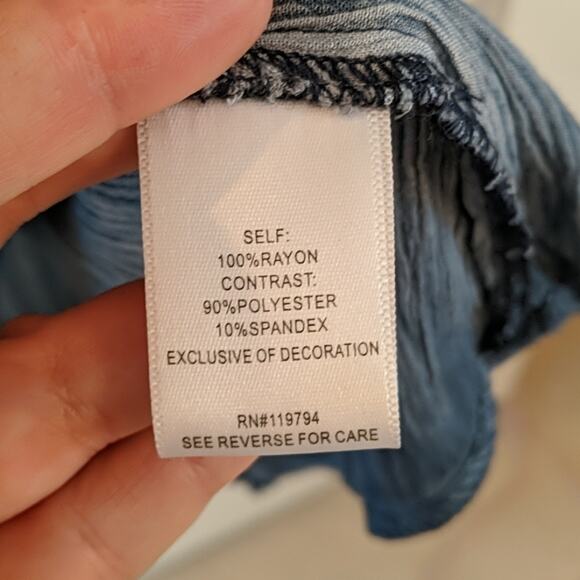 SELF:
100%RAYON
CONTRAST:
90%POLYESTER
10%SPANDEX
EXCLUSIVE OF DECORATION
RN#119794
SEE REVERSE FOR CARE